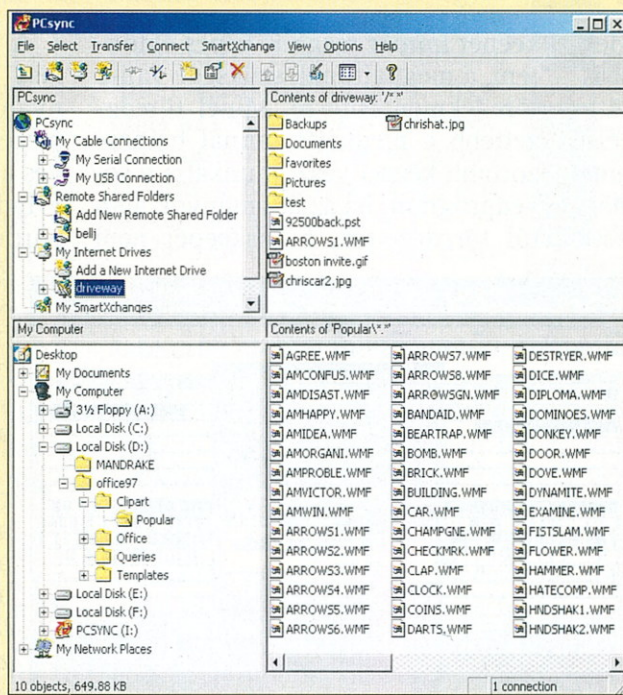 PCsync
File Select Transfer Connect SmartXchange View Options Help
PCsync
Contents of driveway: '/*.*'
PCsync
My Cable Connections
My Serial Connection
My USB Connection
Remote Shared Folders
Add New Remote Shared Folder
bellj
My Internet Drives
Add a New Internet Drive
driveway
My SmartXchanges
Backups
Documents
favorites
Pictures
test
92500back.pst
ARROWS1.WMF
boston invite.gif
chriscar2.jpg
chrishat.jpg
My Computer
Contents of 'Popular\*.*'
Desktop
My Documents
My Computer
3½ Floppy (A:)
Local Disk (C:)
Local Disk (D:)
MANDRAKE
office97
Clipart
Popular
Office
Queries
Templates
Local Disk (E:)
Local Disk (F:)
PCSYNC (I:)
My Network Places
AGREE.WMF
AMCONFUS.WMF
AMDISAST.WMF
AMHAPPY.WMF
AMIDEA.WMF
AMORGANI.WMF
AMPROBLE.WMF
AMVICTOR.WMF
AMWIN.WMF
ARROWS1.WMF
ARROWS2.WMF
ARROWS3.WMF
ARROWS4.WMF
ARROWS5.WMF
ARROWS6.WMF
ARROWS7.WMF
ARROWS8.WMF
ARROWSGN.WMF
BANDAID.WMF
BEARTRAP.WMF
BOMB.WMF
BRICK.WMF
BUILDING.WMF
CAR.WMF
CHAMPGNE.WMF
CHECKMRK.WMF
CLAP.WMF
CLOCK.WMF
COINS.WMF
DARTS.WMF
DESTRYER.WMF
DICE.WMF
DIPLOMA.WMF
DOMINOES.WMF
DONKEY.WMF
DOOR.WMF
DOVE.WMF
DYNAMITE.WMF
EXAMINE.WMF
FISTSLAM.WMF
FLOWER.WMF
HAMMER.WMF
HATECOMP.WMF
HNDSHAK1.WMF
HNDSHAK2.WMF
10 objects, 649.88 KB
1 connection